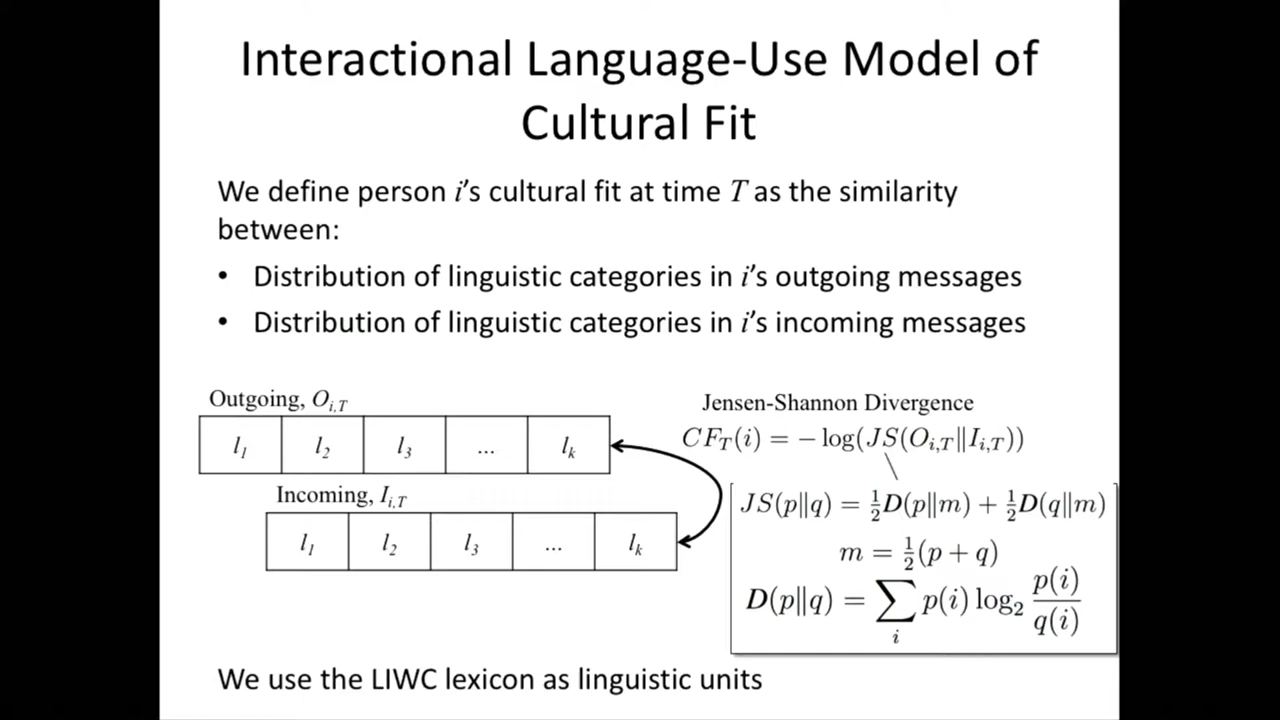 Interactional Language-Use Model of
Cultural Fit
We define person i's cultural fit at time T as the similarity
between:
• Distribution of linguistic categories in i's outgoing messages
• Distribution of linguistic categories in i's incoming messages
Outgoing, O_{i,T}
l_1 l_2 l_3 ... l_k
Incoming, I_{i,T}
l_1 l_2 l_3 ... l_k
Jensen-Shannon Divergence
CF_T(i) = − log(JS(O_{i,T}‖I_{i,T}))
JS(p‖q) = ½D(p‖m) + ½D(q‖m)
m = ½(p + q)
D(p‖q) = ∑_i p(i) log_2 p(i)/q(i)
We use the LIWC lexicon as linguistic units